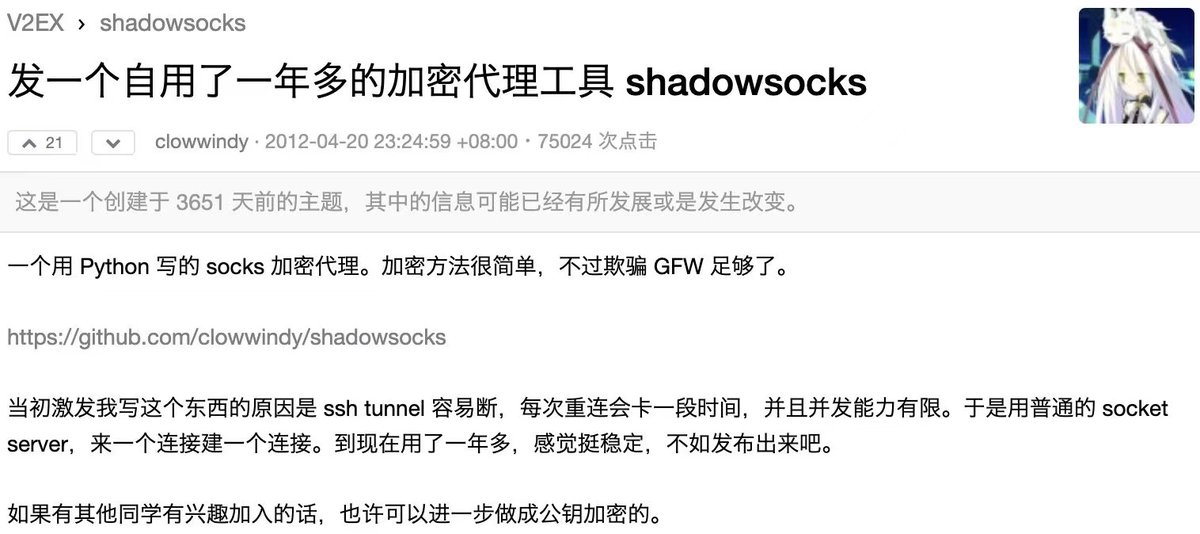 V2EX › shadowsocks
发一个自用了一年多的加密代理工具 shadowsocks
21 clowwindy · 2012-04-20 23:24:59 +08:00 · 75024 次点击
这是一个创建于 3651 天前的主题，其中的信息可能已经有所发展或是发生改变。
一个用 Python 写的 socks 加密代理。加密方法很简单，不过欺骗 GFW 足够了。
https://github.com/clowwindy/shadowsocks
当初激发我写这个东西的原因是 ssh tunnel 容易断，每次重连会卡一段时间，并且并发能力有限。于是用普通的 socket
server，来一个连接建一个连接。到现在用了一年多，感觉挺稳定，不如发布出来吧。
如果有其他同学有兴趣加入的话，也许可以进一步做成公钥加密的。